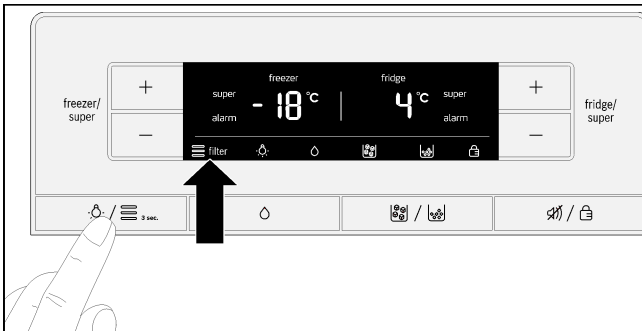 freezer/
super
+
−
freezer
super
- 18 °C
alarm
fridge
4 °C
super
alarm
filter
+
−
fridge/
super
/ 3 sec.
/
/